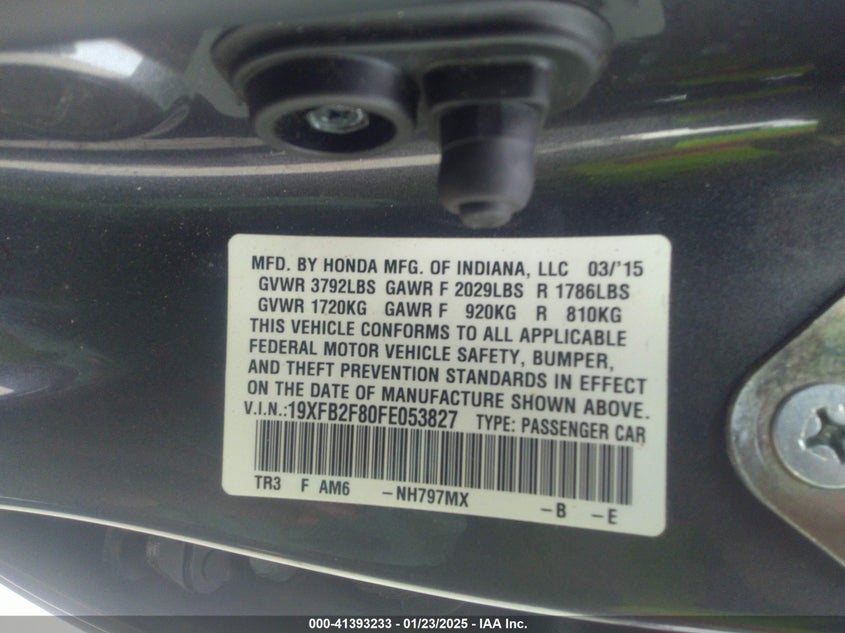 MFD. BY HONDA MFG. OF INDIANA, LLC 03/'15
GVWR 3792LBS GAWR F 2029LBS R 1786LBS
GVWR 1720KG GAWR F 920KG R 810KG
THIS VEHICLE CONFORMS TO ALL APPLICABLE
FEDERAL MOTOR VEHICLE SAFETY, BUMPER,
AND THEFT PREVENTION STANDARDS IN EFFECT
ON THE DATE OF MANUFACTURE SHOWN ABOVE.
V.I.N.:19XFB2F80FE053827 TYPE: PASSENGER CAR
TR3 F AM6 -NH797MX -B -E
000-41393233 - 01/23/2025 - IAA Inc.